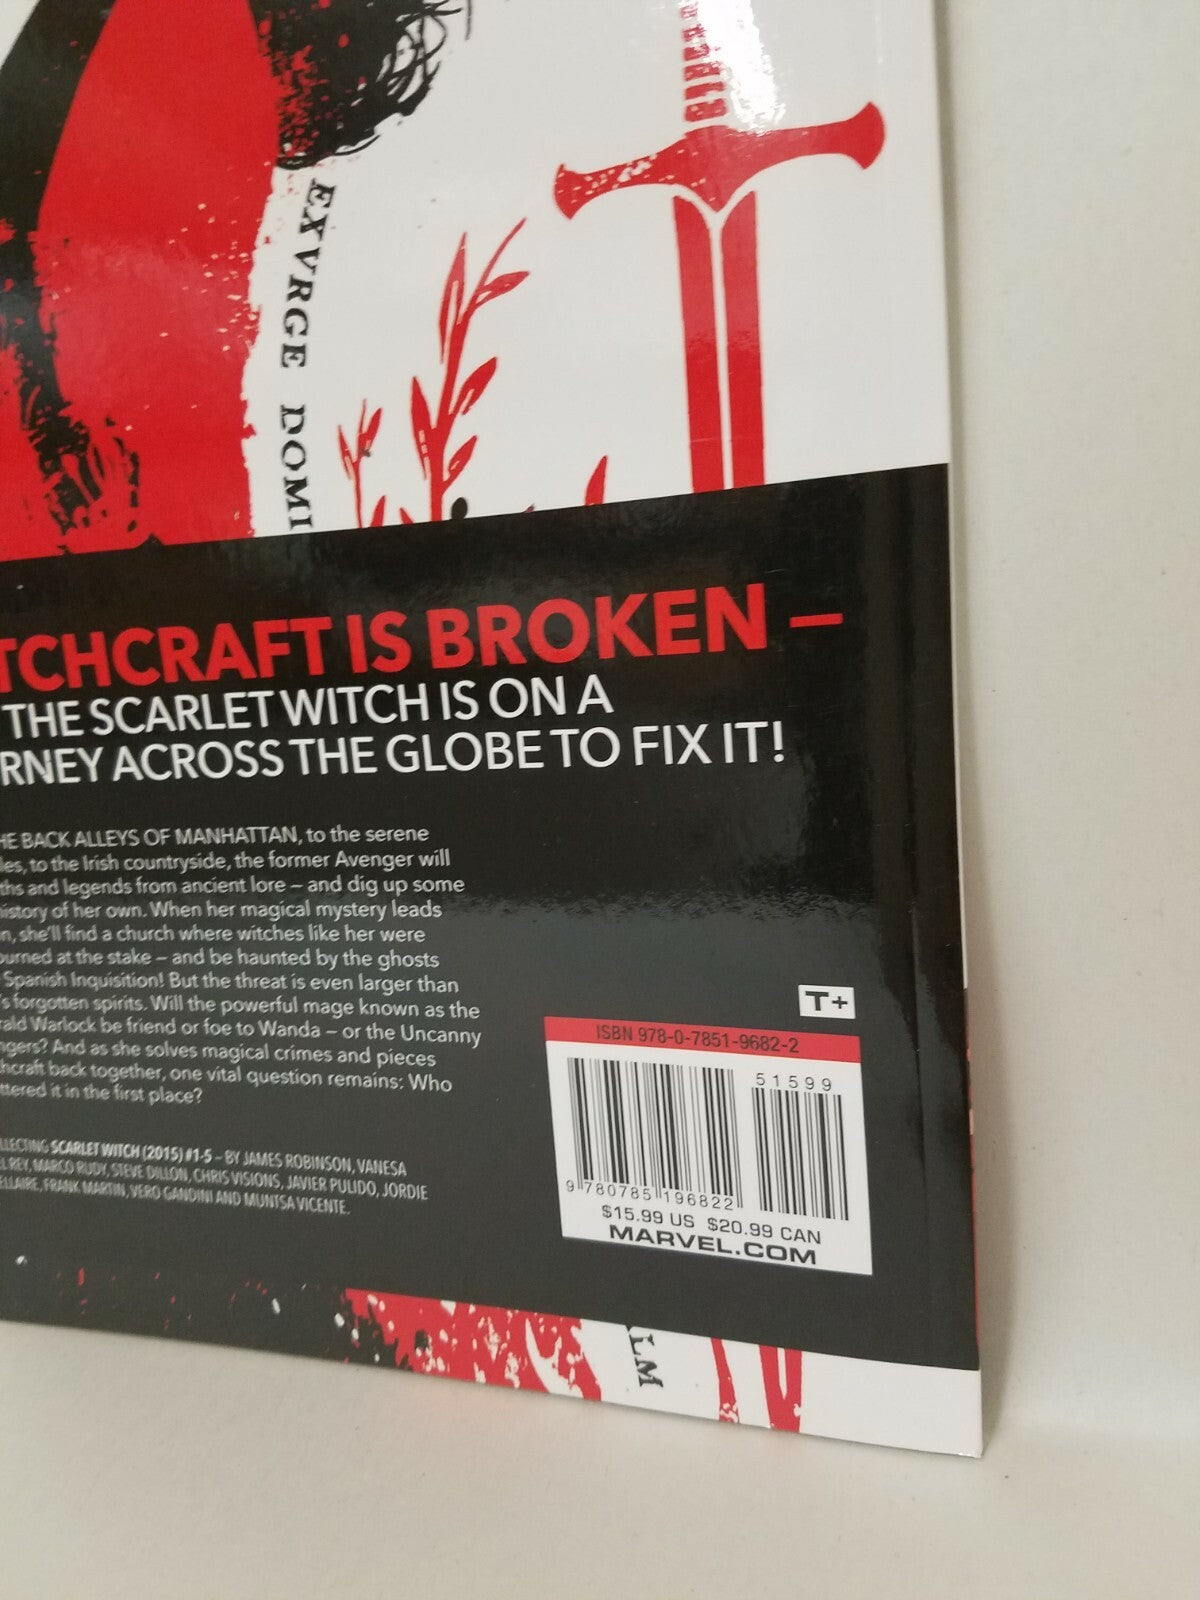 EXVRGE DOMI
TCHCRAFT IS BROKEN –
THE SCARLET WITCH IS ON A
RNEY ACROSS THE GLOBE TO FIX IT!
HE BACK ALLEYS OF MANHATTAN, to the serene
les, to the Irish countryside, the former Avenger will
ths and legends from ancient lore – and dig up some
history of her own. When her magical mystery leads
n, she'll find a church where witches like her were
burned at the stake – and be haunted by the ghosts
Spanish Inquisition! But the threat is even larger than
's forgotten spirits. Will the powerful mage known as the
rald Warlock be friend or foe to Wanda – or the Uncanny
ngers? And as she solves magical crimes and pieces
hcraft back together, one vital question remains: Who
ttered it in the first place?
LLECTING SCARLET WITCH (2015) #1-5 – BY JAMES ROBINSON, VANESA
L REY, MARCO RUDY, STEVE DILLON, CHRIS VISIONS, JAVIER PULIDO, JORDIE
ELLAIRE, FRANK MARTIN, VERO GANDINI AND MUNTSA VICENTE.
T+
ISBN 978-0-7851-9682-2
51599
9 780785 196822
$15.99 US $20.99 CAN
MARVEL.COM
LM